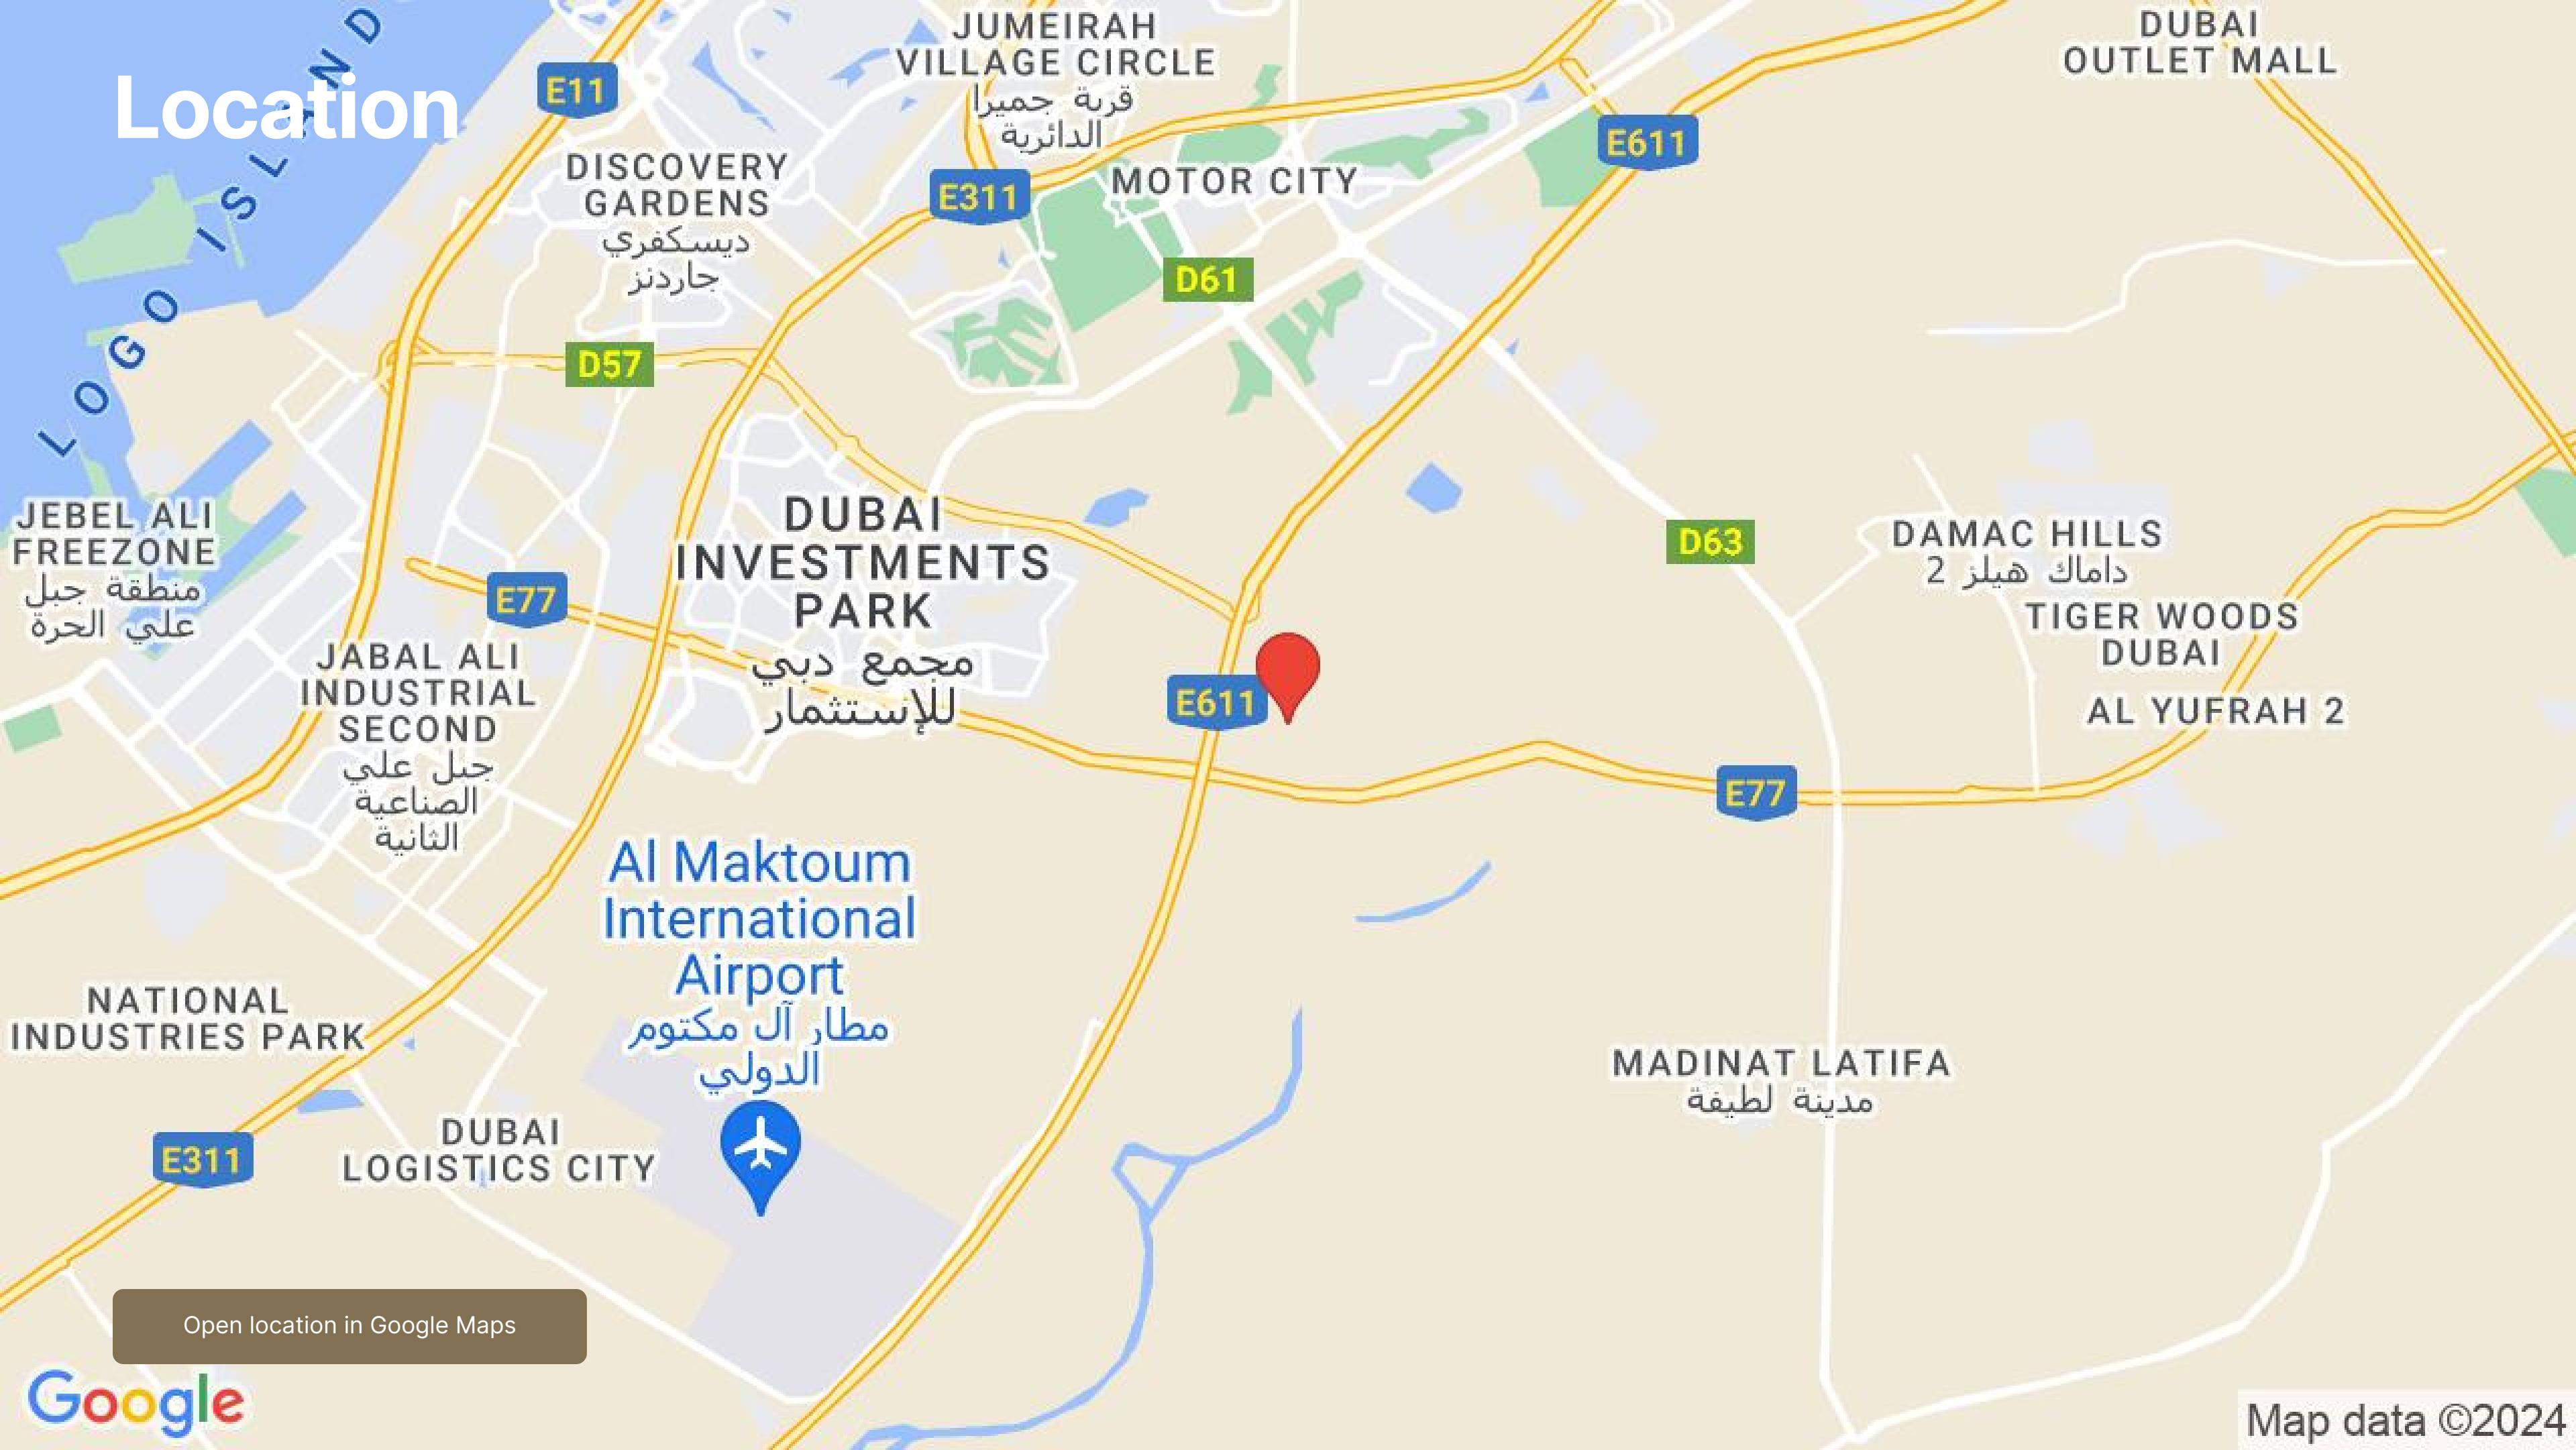 Location
LOGO ISLAND
E11
JUMEIRAH
VILLAGE CIRCLE
قرية جميرا
الدائرية
DUBAI
OUTLET MALL
E611
DISCOVERY
GARDENS
ديسكفري
جاردنز
E311
MOTOR CITY
D61
D57
JEBEL ALI
FREEZONE
منطقة جبل
علي الحرة
E77
DUBAI
INVESTMENTS
PARK
مجمع دبي
للإستثمار
D63
DAMAC HILLS
داماك هيلز 2
TIGER WOODS
DUBAI
AL YUFRAH 2
JABAL ALI
INDUSTRIAL
SECOND
جبل علي
الصناعية
الثانية
E611
E77
Al Maktoum
International
Airport
مطار آل مكتوم
الدولي
NATIONAL
INDUSTRIES PARK
MADINAT LATIFA
مدينة لطيفة
E311
DUBAI
LOGISTICS CITY
Open location in Google Maps
Google
Map data ©2024